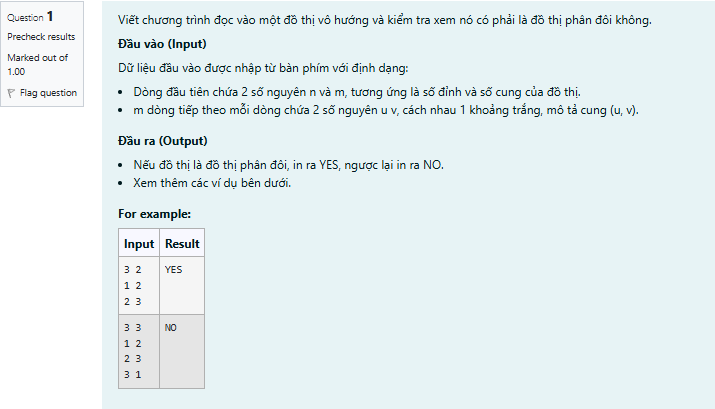 Question 1
Precheck results
Marked out of
1.00
Flag question
Viết chương trình đọc vào một đồ thị vô hướng và kiểm tra xem nó có phải là đồ thị phân đôi không.
Đầu vào (Input)
Dữ liệu đầu vào được nhập từ bàn phím với định dạng:
Dòng đầu tiên chứa 2 số nguyên n và m, tương ứng là số đỉnh và số cung của đồ thị.
m dòng tiếp theo mỗi dòng chứa 2 số nguyên u v, cách nhau 1 khoảng trắng, mô tả cung (u, v).
Đầu ra (Output)
Nếu đồ thị là đồ thị phân đôi, in ra YES, ngược lại in ra NO.
Xem thêm các ví dụ bên dưới.
For example:
Input Result
3 2 YES
1 2
2 3
3 3 NO
1 2
2 3
3 1